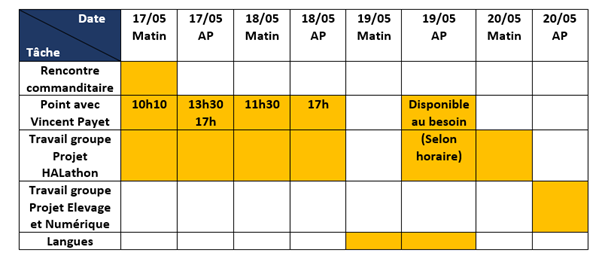 Date
Tâche
17/05 Matin
17/05 AP
18/05 Matin
18/05 AP
19/05 Matin
19/05 AP
20/05 Matin
20/05 AP
Rencontre
commanditaire
Point avec
Vincent Payet
10h10
13h30
17h
11h30
17h
Disponible
au besoin
(Selon
horaire)
Travail groupe
Projet
HALathon
Travail groupe
Projet Elevage
et Numérique
Langues